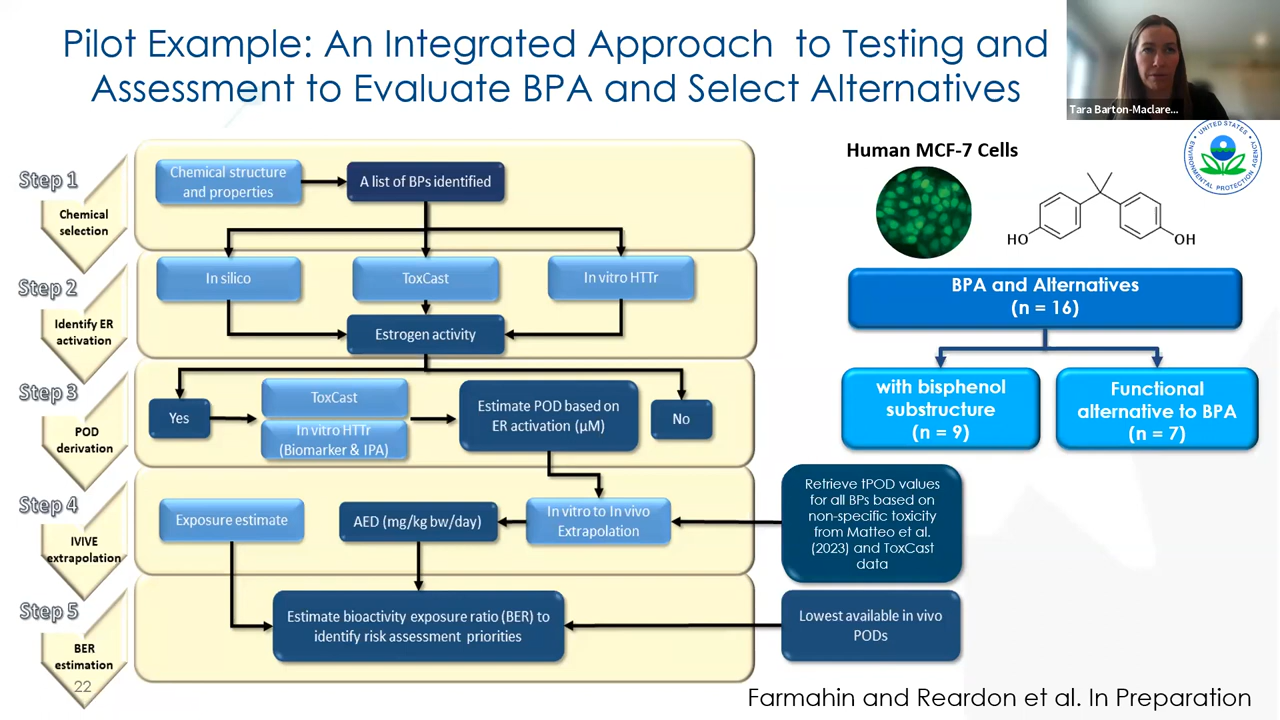 Pilot Example: An Integrated Approach to Testing and
Assessment to Evaluate BPA and Select Alternatives
Tara Barton-Maclare...
Step 1
Chemical
selection
Chemical structure
and properties
A list of BPs identified
Step 2
Identify ER
activation
In silico
ToxCast
In vitro HTTr
Estrogen activity
Step 3
POD
derivation
Yes
ToxCast
In vitro HTTr
(Biomarker & IPA)
Estimate POD based on
ER activation (µM)
No
Step 4
IVIVE
extrapolation
Exposure estimate
AED (mg/kg bw/day)
In vitro to In vivo
Extrapolation
Step 5
BER
estimation
22
Estimate bioactivity exposure ratio (BER) to
identify risk assessment priorities
Human MCF-7 Cells
HO
OH
UNITED STATES
ENVIRONMENTAL PROTECTION AGENCY
BPA and Alternatives
(n = 16)
with bisphenol
substructure
(n = 9)
Functional
alternative to BPA
(n = 7)
Retrieve tPOD values
for all BPs based on
non-specific toxicity
from Matteo et al.
(2023) and ToxCast
data
Lowest available in vivo
PODs
Farmahin and Reardon et al. In Preparation